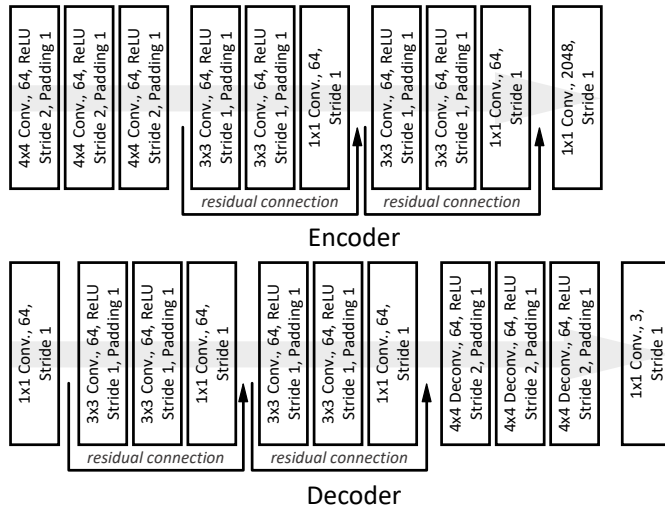 4x4 Conv., 64, ReLU
Stride 2, Padding 1
4x4 Conv., 64, ReLU
Stride 2, Padding 1
4x4 Conv., 64, ReLU
Stride 2, Padding 1
3x3 Conv., 64, ReLU
Stride 1, Padding 1
3x3 Conv., 64, ReLU
Stride 1, Padding 1
1x1 Conv., 64,
Stride 1
3x3 Conv., 64, ReLU
Stride 1, Padding 1
3x3 Conv., 64, ReLU
Stride 1, Padding 1
1x1 Conv., 64,
Stride 1
1x1 Conv., 2048,
Stride 1
residual connection
residual connection
Encoder
1x1 Conv., 64,
Stride 1
3x3 Conv., 64, ReLU
Stride 1, Padding 1
3x3 Conv., 64, ReLU
Stride 1, Padding 1
1x1 Conv., 64,
Stride 1
3x3 Conv., 64, ReLU
Stride 1, Padding 1
3x3 Conv., 64, ReLU
Stride 1, Padding 1
1x1 Conv., 64,
Stride 1
4x4 Deconv., 64, ReLU
Stride 2, Padding 1
4x4 Deconv., 64, ReLU
Stride 2, Padding 1
4x4 Deconv., 64, ReLU
Stride 2, Padding 1
1x1 Conv., 3,
Stride 1
residual connection
residual connection
Decoder